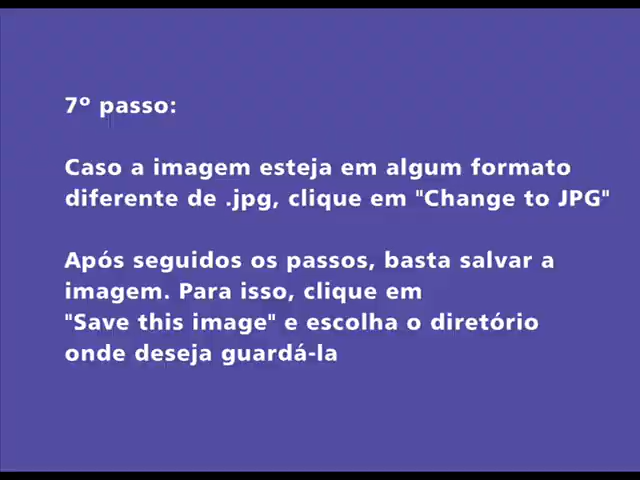 7º passo:
Caso a imagem esteja em algum formato
diferente de .jpg, clique em "Change to JPG"
Após seguidos os passos, basta salvar a
imagem. Para isso, clique em
"Save this image" e escolha o diretório
onde deseja guardá-la